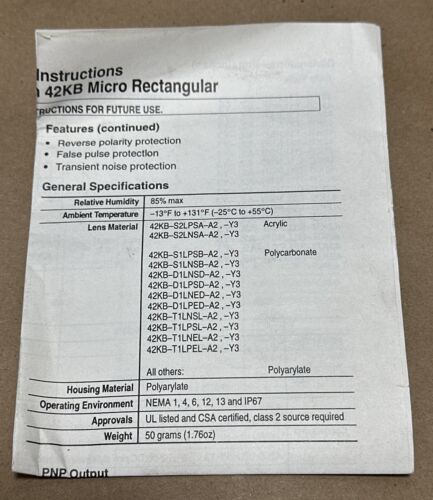 Instructions
42KB Micro Rectangular
TRUCTIONS FOR FUTURE USE.
Features (continued)
• Reverse polarity protection
• False pulse protection
• Transient noise protection
General Specifications
Relative Humidity 85% max
Ambient Temperature –13°F to +131°F (–25°C to +55°C)
Lens Material 42KB–S2LPSA–A2 , –Y3 Acrylic
42KB–S2LNSA–A2 , –Y3
42KB–S1LPSB–A2 , –Y3 Polycarbonate
42KB–S1LNSB–A2 , –Y3
42KB–D1LNSD–A2 , –Y3
42KB–D1LPSD–A2 , –Y3
42KB–D1LNED–A2 , –Y3
42KB–D1LPED–A2 , –Y3
42KB–T1LNSL–A2 , –Y3
42KB–T1LPSL–A2 , –Y3
42KB–T1LNEL–A2 , –Y3
42KB–T1LPEL–A2 , –Y3
All others: Polyarylate
Housing Material Polyarylate
Operating Environment NEMA 1, 4, 6, 12, 13 and IP67
Approvals UL listed and CSA certified, class 2 source required
Weight 50 grams (1.76oz)
PNP Output